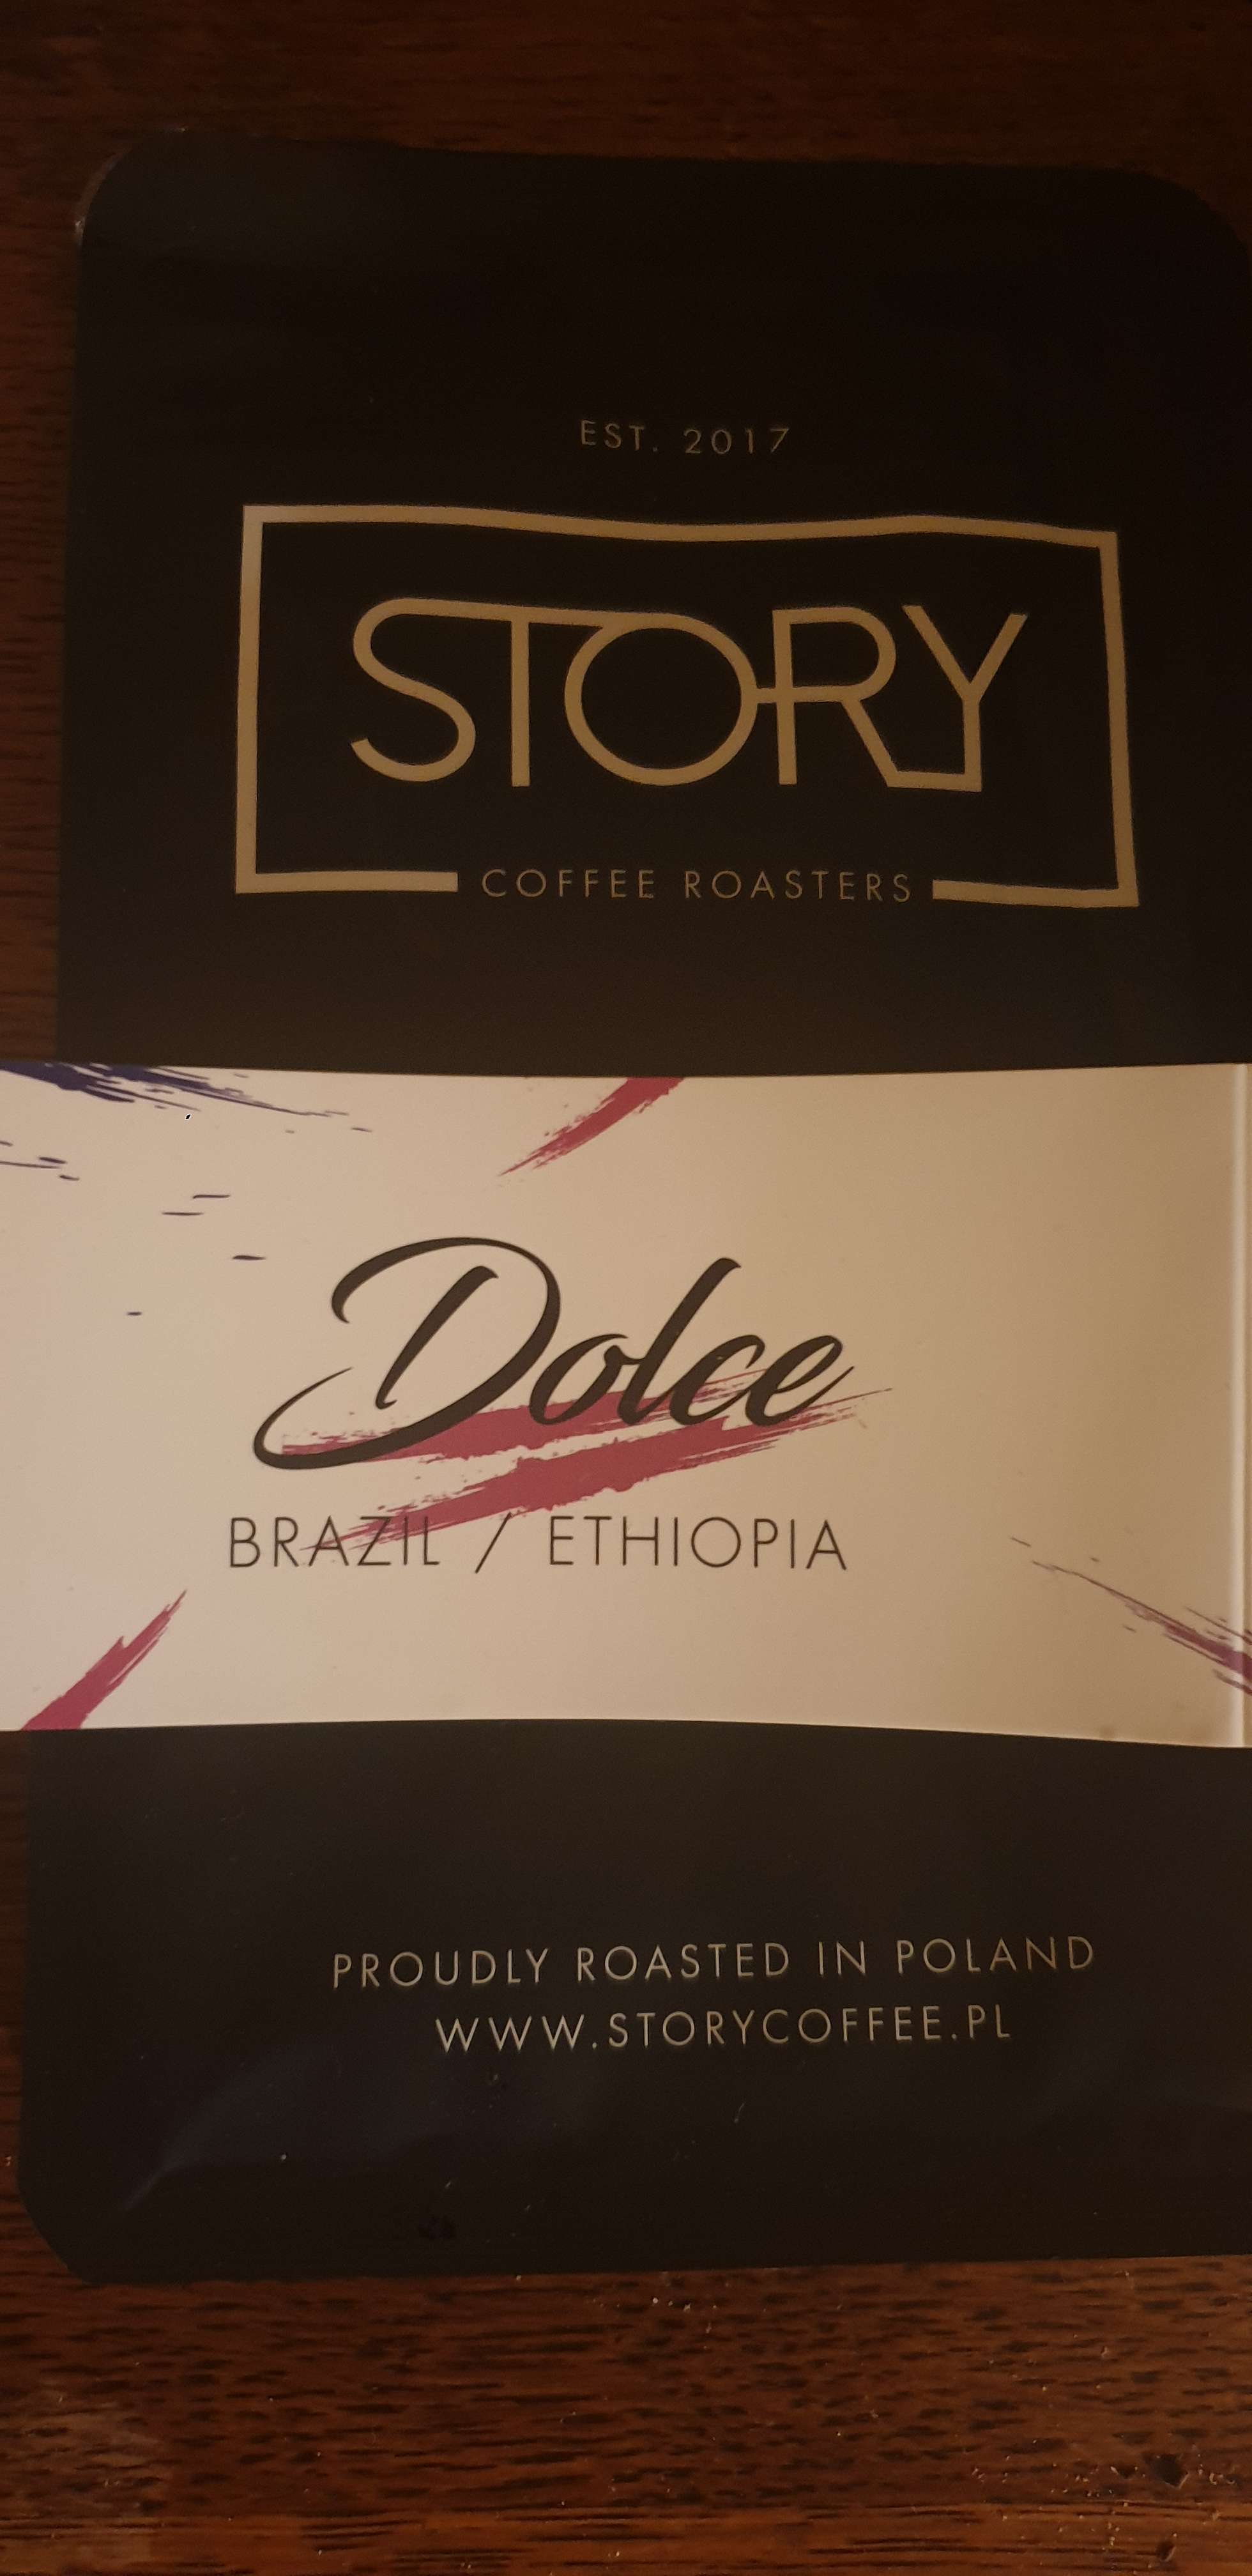 EST. 2017
STORY
COFFEE ROASTERS
Dolce
BRAZIL / ETHIOPIA
PROUDLY ROASTED IN POLAND
WWW.STORYCOFFEE.PL